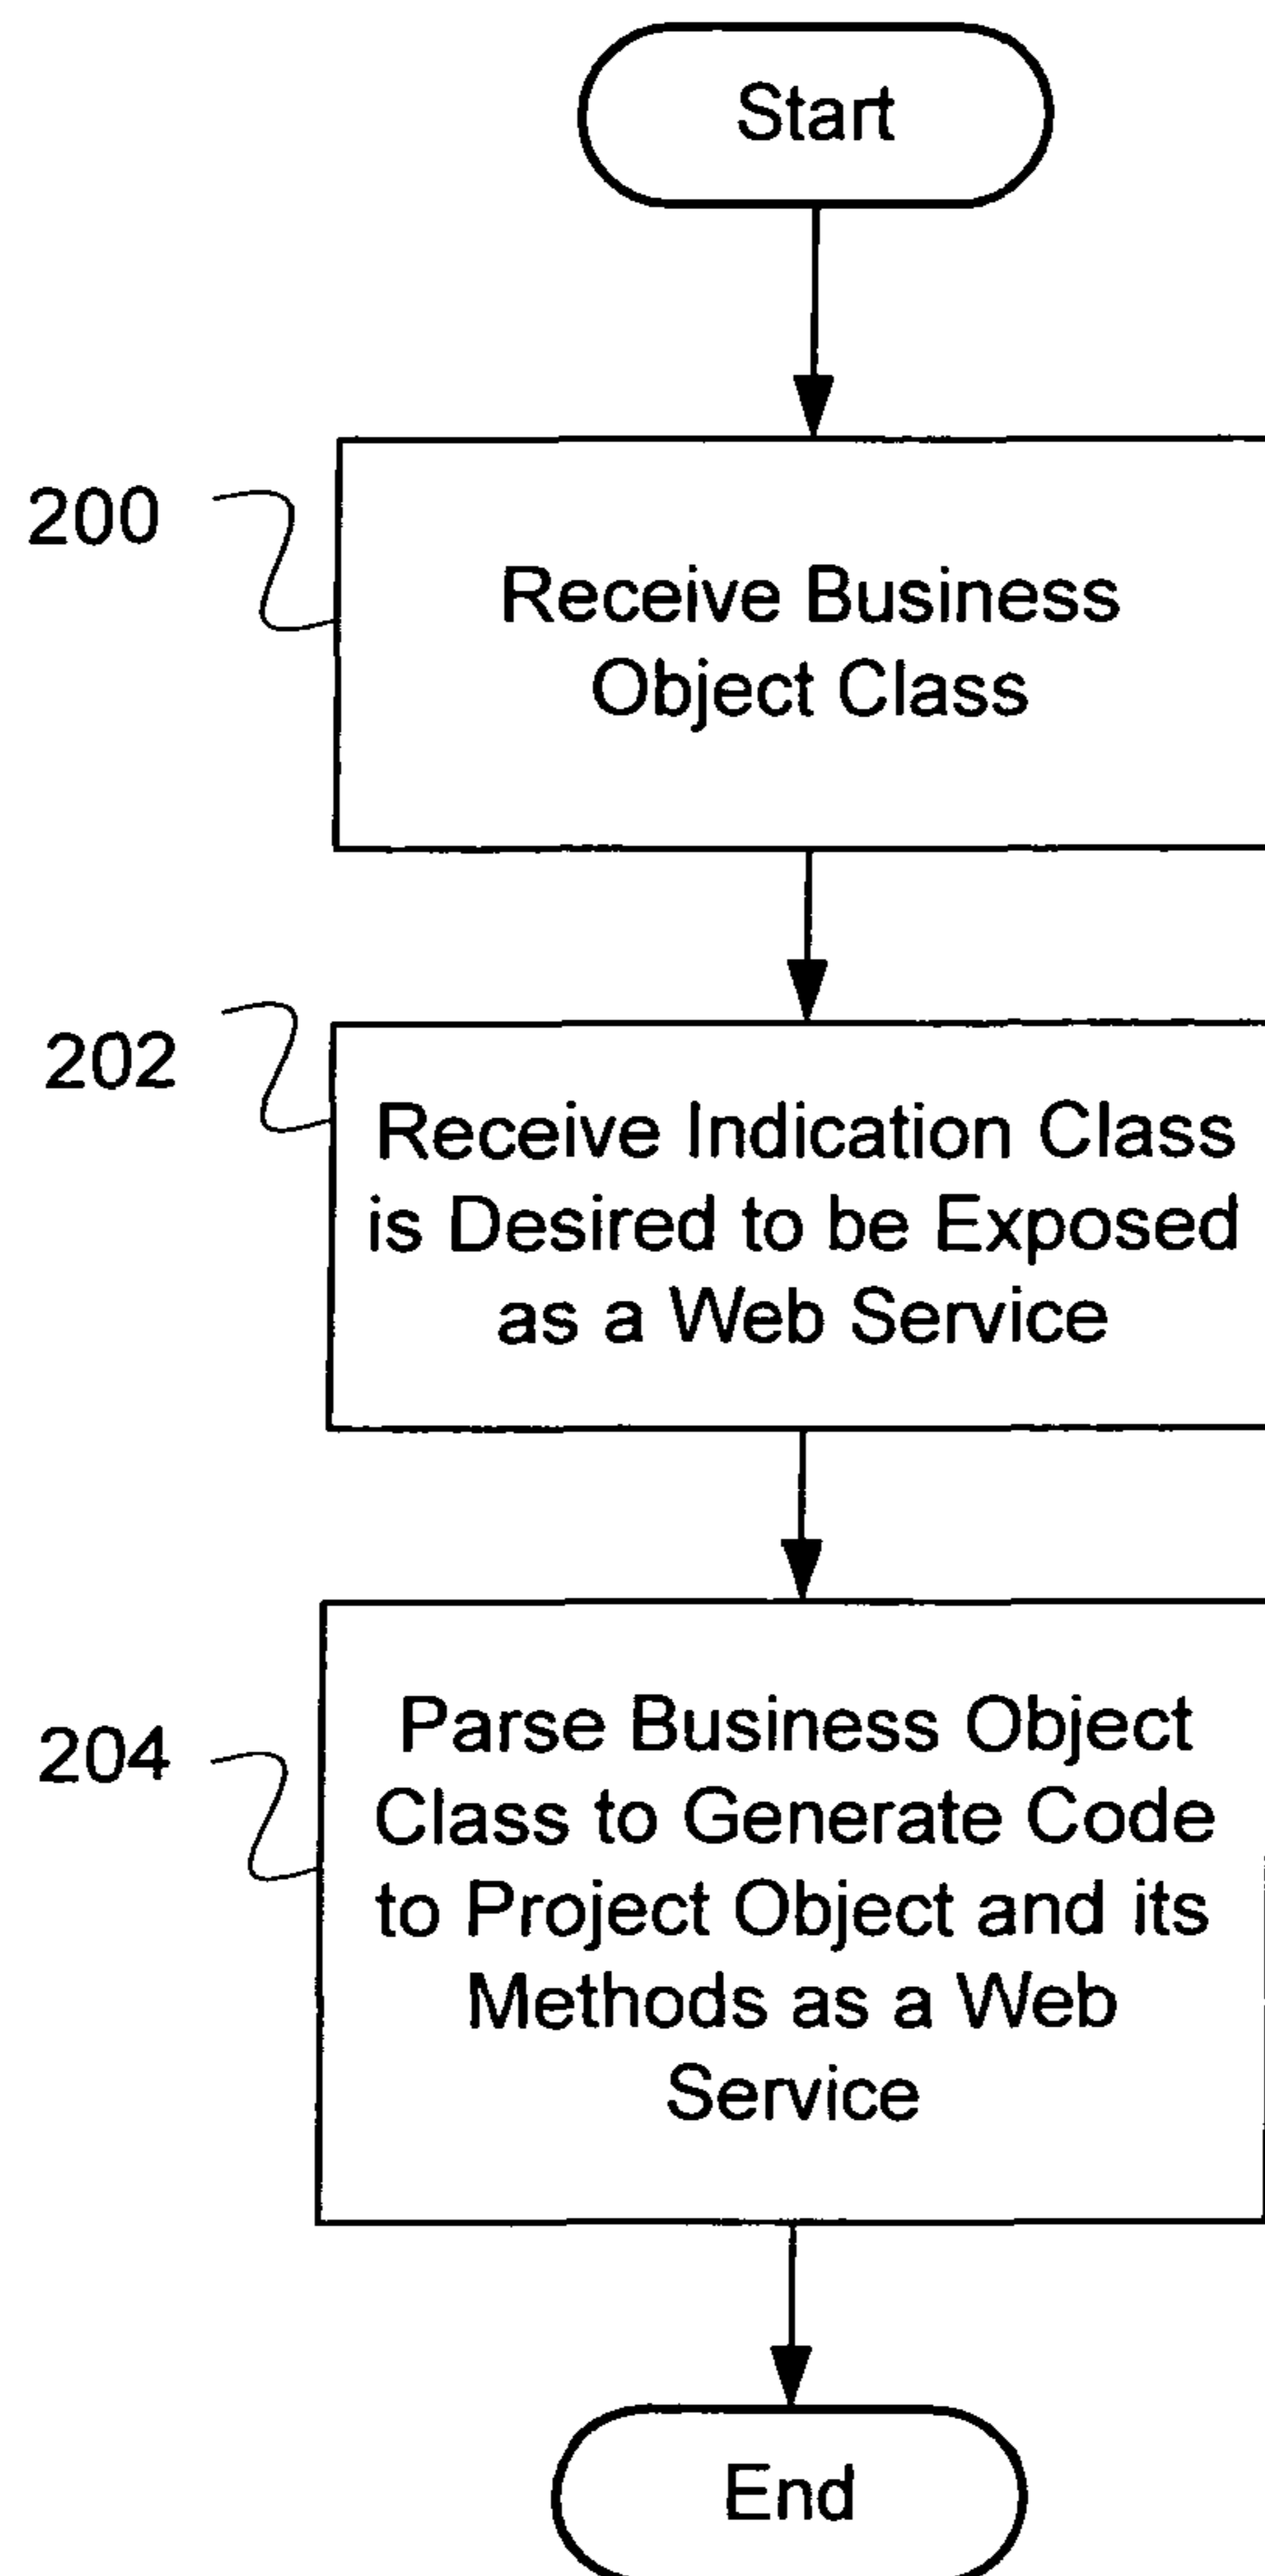 Start
200
Receive Business
Object Class
202
Receive Indication Class
is Desired to be Exposed
as a Web Service
204
Parse Business Object
Class to Generate Code
to Project Object and its
Methods as a Web
Service
End